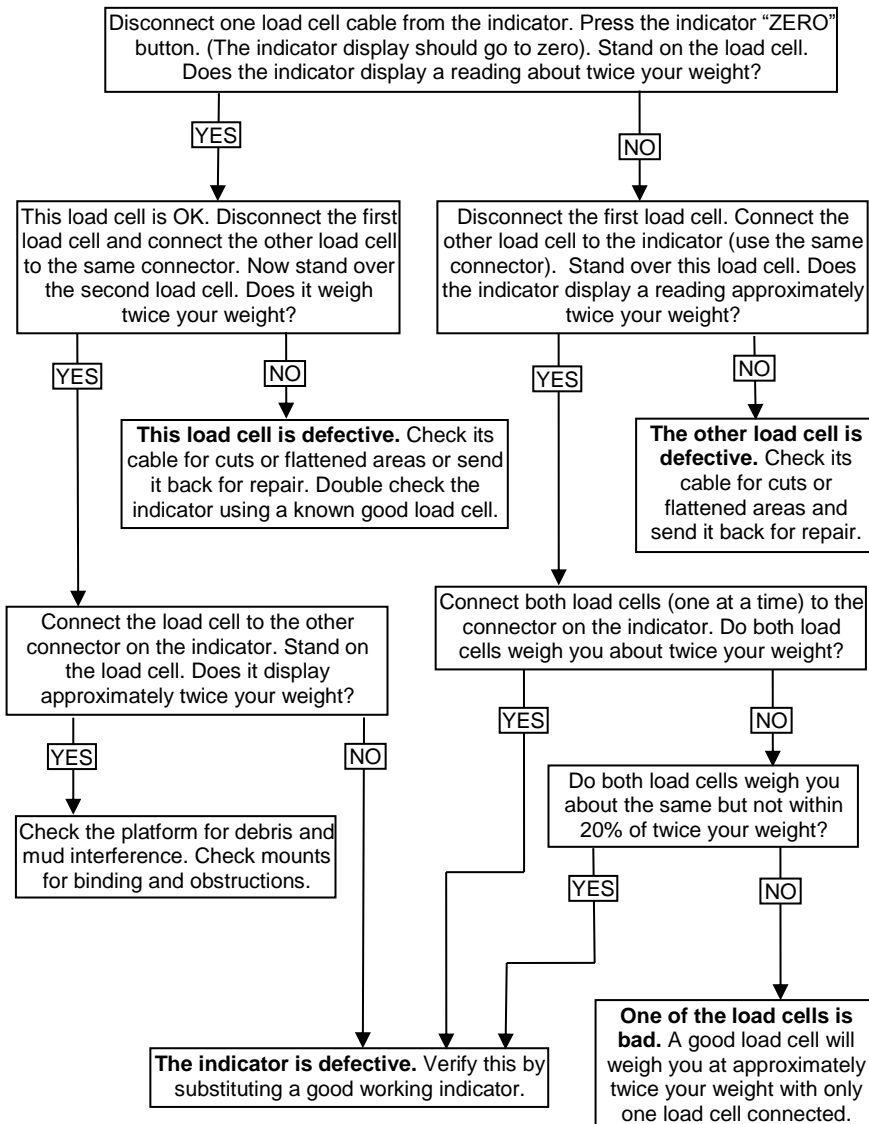 Disconnect one load cell cable from the indicator. Press the indicator “ZERO”
button. (The indicator display should go to zero). Stand on the load cell.
Does the indicator display a reading about twice your weight?
YES
NO
This load cell is OK. Disconnect the first
load cell and connect the other load cell
to the same connector. Now stand over
the second load cell. Does it weigh
twice your weight?
Disconnect the first load cell. Connect the
other load cell to the indicator (use the same
connector).  Stand over this load cell. Does
the indicator display a reading approximately
twice your weight?
YES
NO
YES
NO
This load cell is defective. Check its
cable for cuts or flattened areas or send
it back for repair. Double check the
indicator using a known good load cell.
The other load cell is
defective. Check its
cable for cuts or
flattened areas and
send it back for repair.
Connect the load cell to the other
connector on the indicator. Stand on
the load cell. Does it display
approximately twice your weight?
Connect both load cells (one at a time) to the
connector on the indicator. Do both load
cells weigh you about twice your weight?
YES
NO
YES
NO
Check the platform for debris and
mud interference. Check mounts
for binding and obstructions.
Do both load cells weigh you
about the same but not within
20% of twice your weight?
YES
NO
The indicator is defective. Verify this by
substituting a good working indicator.
One of the load cells is
bad. A good load cell will
weigh you at approximately
twice your weight with only
one load cell connected.